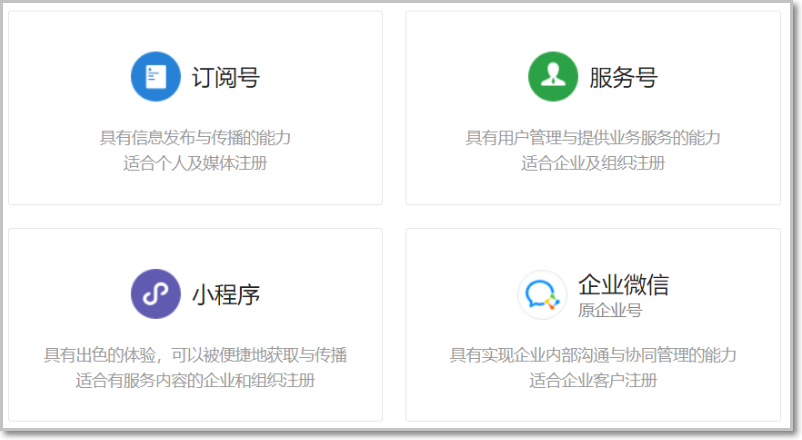 订阅号
具有信息发布与传播的能力
适合个人及媒体注册
服务号
具有用户管理与提供业务服务的能力
适合企业及组织注册
小程序
具有出色的体验，可以被便捷地获取与传播
适合有服务内容的企业和组织注册
企业微信
原企业号
具有实现企业内部沟通与协同管理的能力
适合企业客户注册